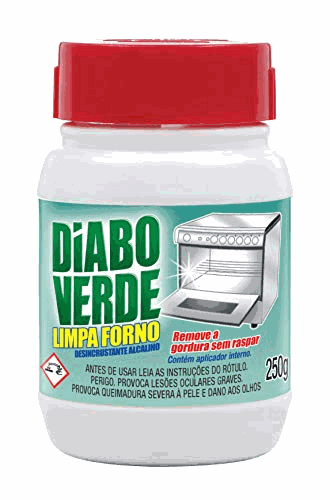 DiABO
VERDE
LIMPA FORNO
DESINCRUSTANTE ALCALINO
Remove a
gordura sem raspar
Contém aplicador interno.
250g
ANTES DE USAR LEIA AS INSTRUÇÕES DO RÓTULO.
PERIGO. PROVOCA LESÕES OCULARES GRAVES.
PROVOCA QUEIMADURA SEVERA À PELE E DANO AOS OLHOS